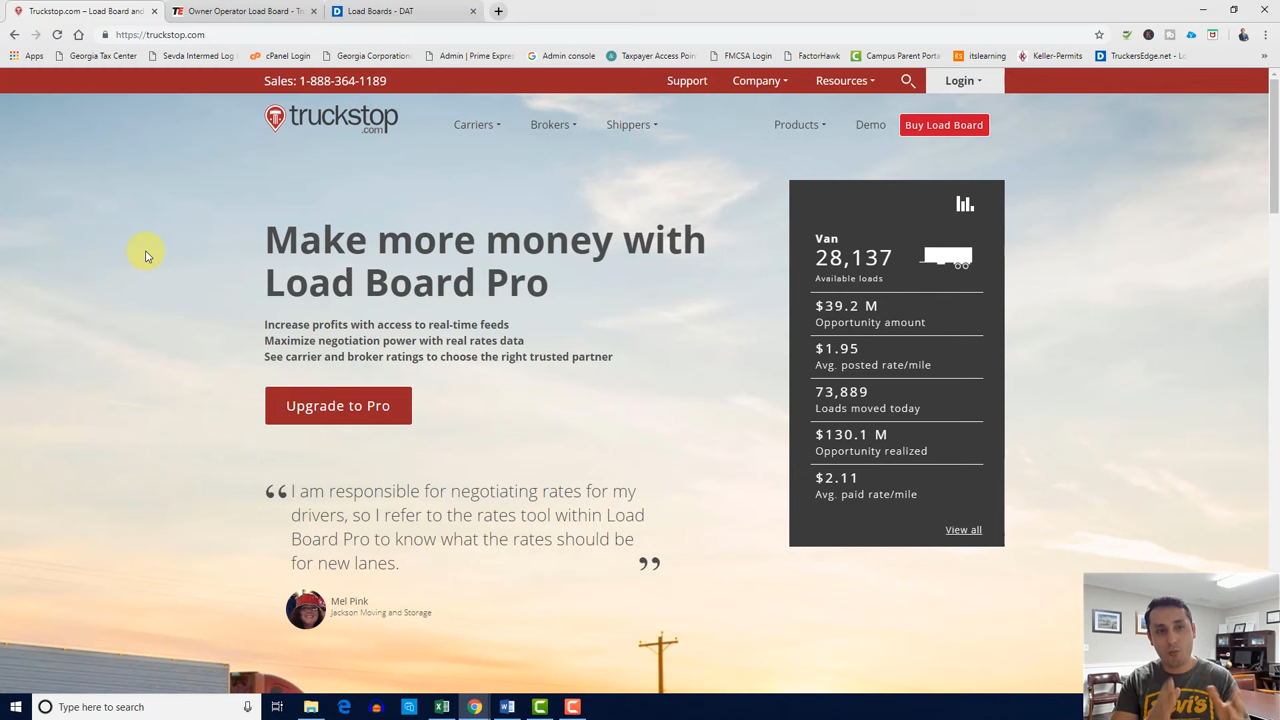 Truckstop.com – Load Board and
Owner Operator Load Board - Tru
Load Boards - DAT
https://truckstop.com
Apps
Georgia Tax Center
Sevda Intermed Log
cPanel Login
Georgia Corporation
Admin | Prime Expre
Admin console
Taxpayer Access Poin
FMCSA Login
FactorHawk
Campus Parent Portal
itslearning
Keller-Permits
TruckersEdge.net - Lo
Sales: 1-888-364-1189
Support
Company
Resources
Login
truckstop
.com
Carriers
Brokers
Shippers
Products
Demo
Buy Load Board
Make more money with
Load Board Pro
Increase profits with access to real-time feeds
Maximize negotiation power with real rates data
See carrier and broker ratings to choose the right trusted partner
Upgrade to Pro
Van
28,137
Available loads
$39.2 M
Opportunity amount
$1.95
Avg. posted rate/mile
73,889
Loads moved today
$130.1 M
Opportunity realized
$2.11
Avg. paid rate/mile
View all
“ I am responsible for negotiating rates for my
drivers, so I refer to the rates tool within Load
Board Pro to know what the rates should be
for new lanes. ”
Mel Pink
Jackson Moving and Storage
Levi's
Type here to search